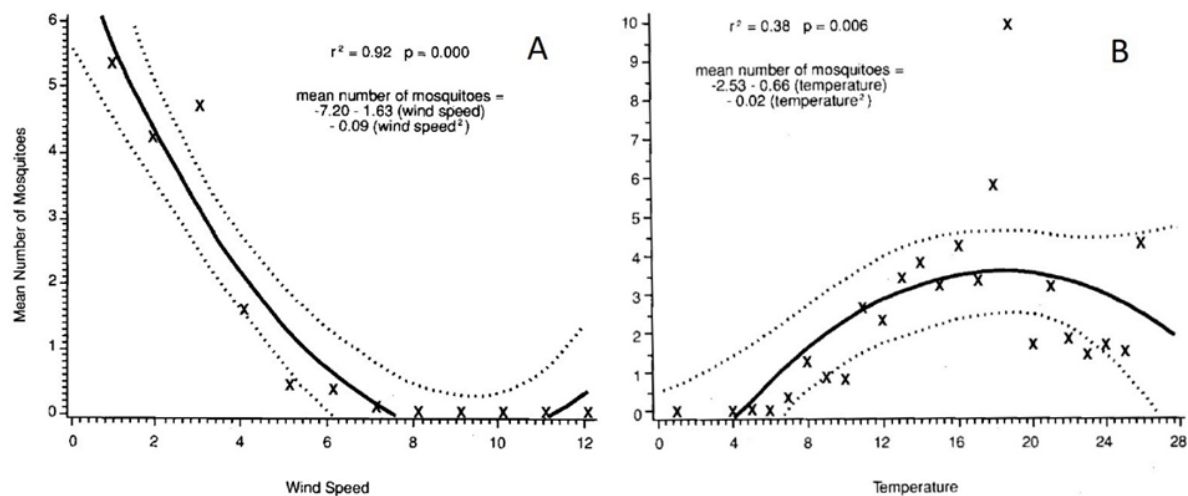 A
r² = 0.92 p = 0.000
mean number of mosquitoes =
-7.20 - 1.63 (wind speed)
- 0.09 (wind speed²)
Mean Number of Mosquitoes
6
5
4
3
2
1
0
0 2 4 6 8 10 12
Wind Speed
B
r² = 0.38 p = 0.006
mean number of mosquitoes =
-2.53 - 0.66 (temperature)
- 0.02 (temperature²)
10
9
8
7
6
5
4
3
2
1
0
0 4 8 12 16 20 24 28
Temperature